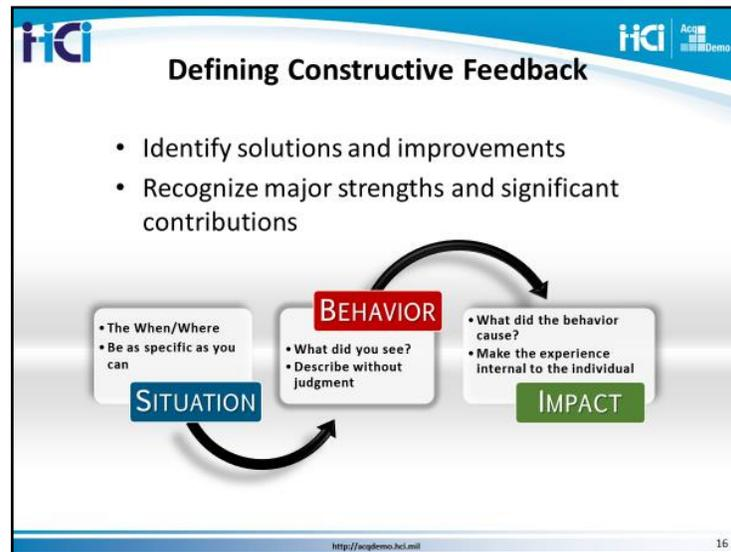 HCi
HCi Acq Demo
Defining Constructive Feedback
• Identify solutions and improvements
• Recognize major strengths and significant
contributions
• The When/Where
• Be as specific as you
can
SITUATION
BEHAVIOR
• What did you see?
• Describe without
judgment
• What did the behavior
cause?
• Make the experience
internal to the individual
IMPACT
http://acqdemo.hci.mil
16